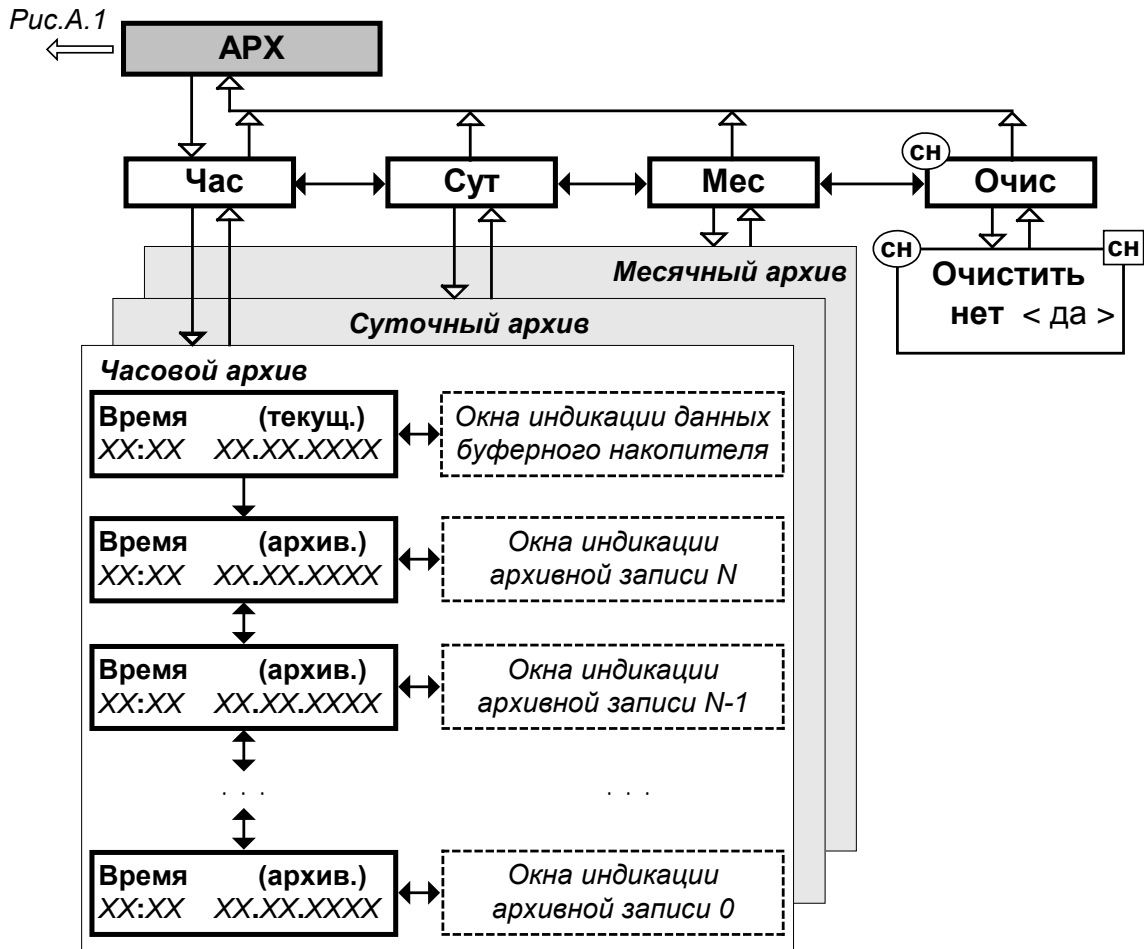 Рис.А.1
АРХ
Час
Сут
Мес
сн
Очис
сн
сн
Очистить
нет < да >
Месячный архив
Суточный архив
Часовой архив
Время (текущ.)
XX:XX XX.XX.XXXX
Окна индикации данных
буферного накопителя
Время (архив.)
XX:XX XX.XX.XXXX
Окна индикации
архивной записи N
Время (архив.)
XX:XX XX.XX.XXXX
Окна индикации
архивной записи N-1
. . .
. . .
Время (архив.)
XX:XX XX.XX.XXXX
Окна индикации
архивной записи 0